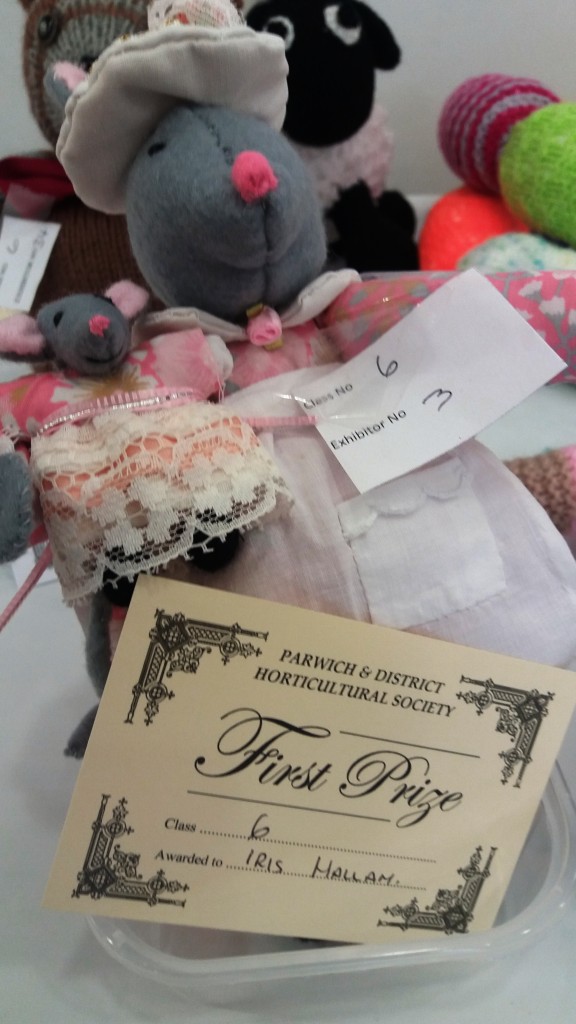 Class No 6
Exhibitor No 3
PARWICH & DISTRICT
HORTICULTURAL SOCIETY
First Prize
Class 6
Awarded to IRIS HALLAM.